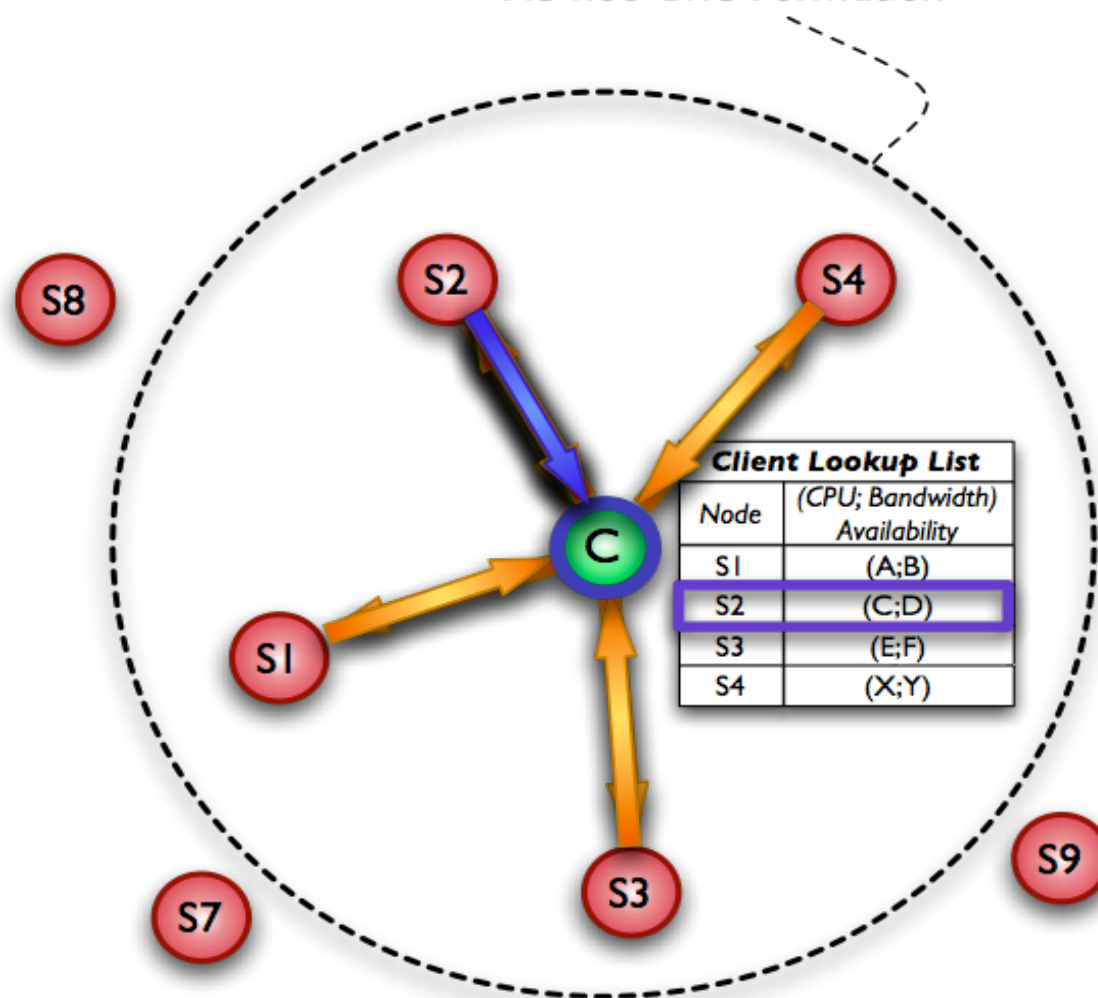 S8
S2
S4
C
Client Lookup List
Node
(CPU; Bandwidth)
Availability
S1 (A;B)
S2 (C;D)
S3 (E;F)
S4 (X;Y)
S1
S3
S7
S9